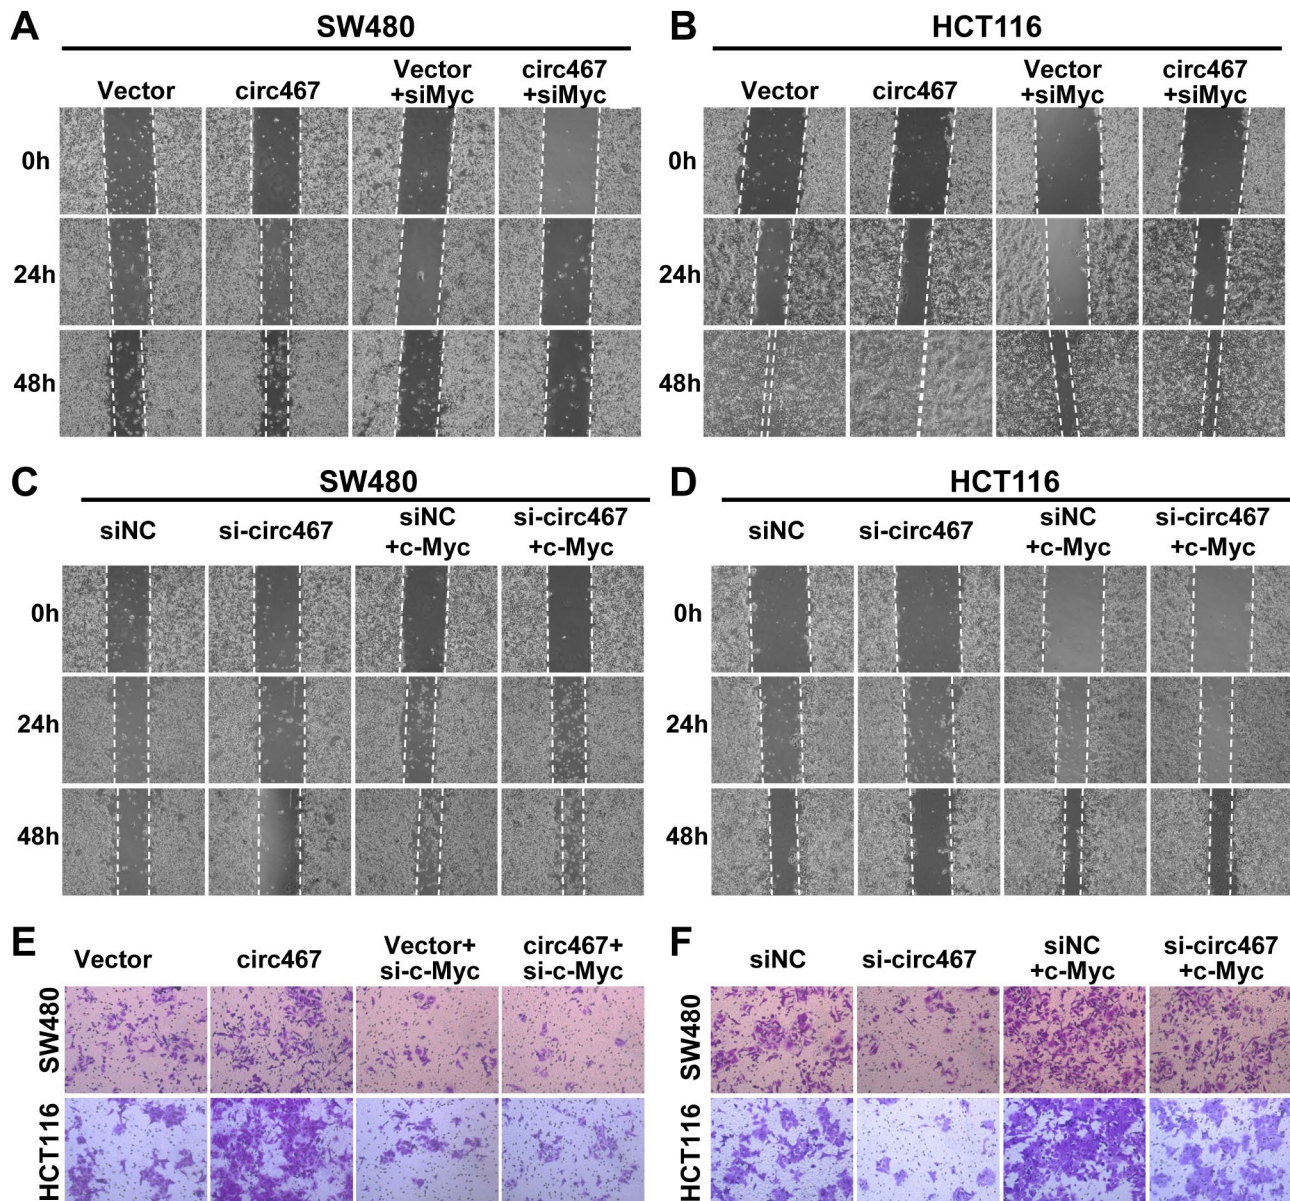 A
SW480
Vector
circ467
Vector
+siMyc
circ467
+siMyc
0h
24h
48h
B
HCT116
Vector
circ467
Vector
+siMyc
circ467
+siMyc
0h
24h
48h
C
SW480
siNC
si-circ467
siNC
+c-Myc
si-circ467
+c-Myc
0h
24h
48h
D
HCT116
siNC
si-circ467
siNC
+c-Myc
si-circ467
+c-Myc
0h
24h
48h
E
Vector
circ467
Vector+
si-c-Myc
circ467+
si-c-Myc
SW480
HCT116
F
siNC
si-circ467
siNC
+c-Myc
si-circ467
+c-Myc
SW480
HCT116